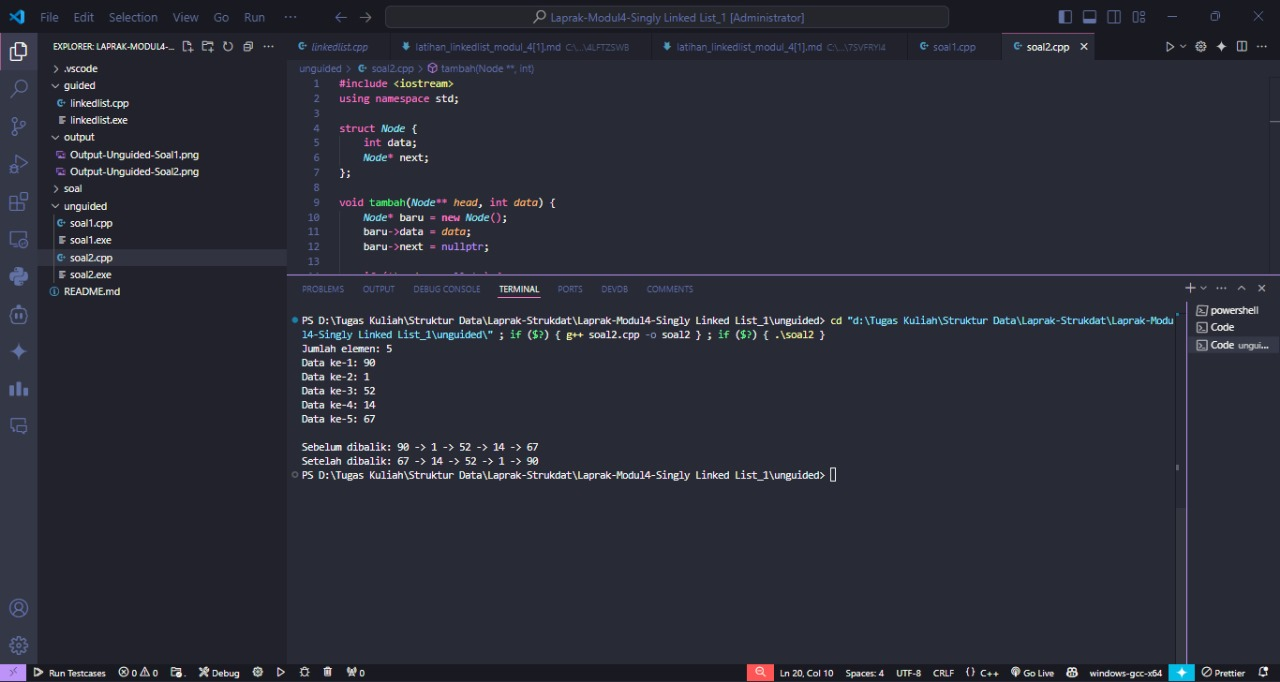 File Edit Selection View Go Run ··· Laprak-Modul4-Singly Linked List_1 [Administrator]
EXPLORER: LAPRAK-MODUL4-...
.vscode
guided
linkedlist.cpp
linkedlist.exe
output
Output-Unguided-Soal1.png
Output-Unguided-Soal2.png
soal
unguided
soal1.cpp
soal1.exe
soal2.cpp
soal2.exe
README.md
linkedlist.cpp latihan_linkedlist_modul_4[1].md C:\...\4LFTZSWB latihan_linkedlist_modul_4[1].md C:\...\7SVFRYI4 soal1.cpp soal2.cpp
unguided > soal2.cpp > tambah(Node **, int)
1 #include <iostream>
2 using namespace std;
3
4 struct Node {
5 int data;
6 Node* next;
7 };
8
9 void tambah(Node** head, int data) {
10 Node* baru = new Node();
11 baru->data = data;
12 baru->next = nullptr;
13
PROBLEMS OUTPUT DEBUG CONSOLE TERMINAL PORTS DEVDB COMMENTS
PS D:\Tugas Kuliah\Struktur Data\Laprak-Strukdat\Laprak-Modul4-Singly Linked List_1\unguided> cd "d:\Tugas Kuliah\Struktur Data\Laprak-Strukdat\Laprak-Modu
l4-Singly Linked List_1\unguided\" ; if ($?) { g++ soal2.cpp -o soal2 } ; if ($?) { .\soal2 }
Jumlah elemen: 5
Data ke-1: 90
Data ke-2: 1
Data ke-3: 52
Data ke-4: 14
Data ke-5: 67
Sebelum dibalik: 90 -> 1 -> 52 -> 14 -> 67
Setelah dibalik: 67 -> 14 -> 52 -> 1 -> 90
PS D:\Tugas Kuliah\Struktur Data\Laprak-Strukdat\Laprak-Modul4-Singly Linked List_1\unguided>
powershell
Code
Code ungui...
Run Testcases 0 0 Debug 0 Ln 20, Col 10 Spaces: 4 UTF-8 CRLF {} C++ Go Live windows-gcc-x64 Prettier